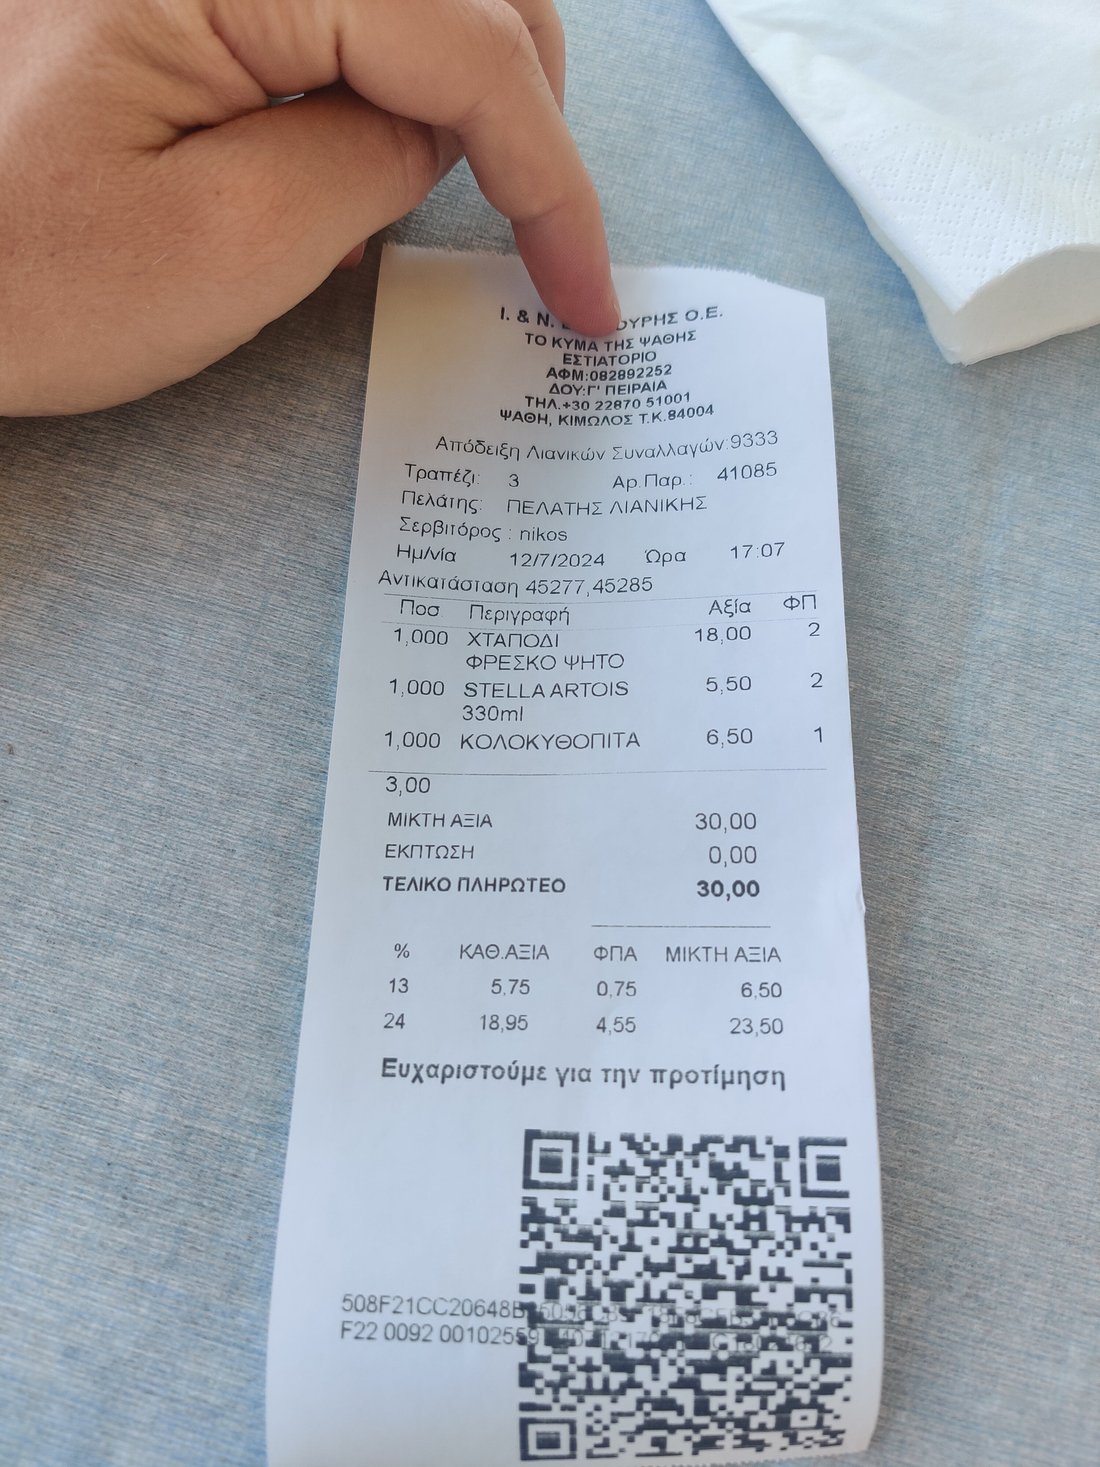 Ι. & Ν. ΟΥΡΗΣ Ο.Ε.
ΤΟ ΚΥΜΑ ΤΗΣ ΨΑΘΗΣ
ΕΣΤΙΑΤΟΡΙΟ
ΑΦΜ:082892252
ΔΟΥ:Γ' ΠΕΙΡΑΙΑ
ΤΗΛ.+30 22870 51001
ΨΑΘΗ, ΚΙΜΩΛΟΣ Τ.Κ.84004
Απόδειξη Λιανικών Συναλλαγών:9333
Τραπέζι: 3 Αρ.Παρ.: 41085
Πελάτης: ΠΕΛΑΤΗΣ ΛΙΑΝΙΚΗΣ
Σερβιτόρος : nikos
Ημ/νία 12/7/2024 Ώρα 17:07
Αντικατάσταση 45277,45285
Ποσ. Περιγραφή Αξία ΦΠ
1,000 ΧΤΑΠΟΔΙ 18,00 2
ΦΡΕΣΚΟ ΨΗΤΟ
1,000 STELLA ARTOIS 5,50 2
330ml
1,000 ΚΟΛΟΚΥΘΟΠΙΤΑ 6,50 1
3,00
ΜΙΚΤΗ ΑΞΙΑ 30,00
ΕΚΠΤΩΣΗ 0,00
ΤΕΛΙΚΟ ΠΛΗΡΩΤΕΟ 30,00
% ΚΑΘ.ΑΞΙΑ ΦΠΑ ΜΙΚΤΗ ΑΞΙΑ
13 5,75 0,75 6,50
24 18,95 4,55 23,50
Ευχαριστούμε για την προτίμηση
508F21CC20648B
F22 0092 00102559